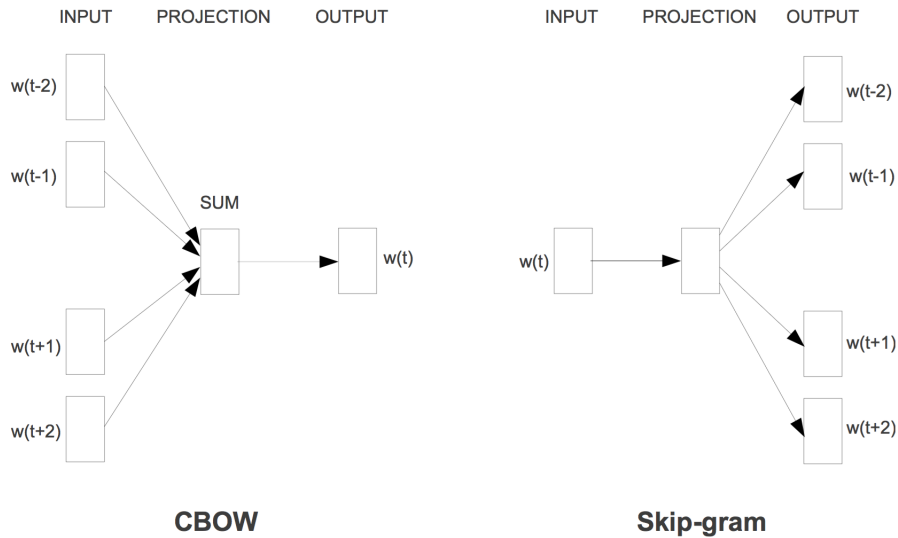 INPUT PROJECTION OUTPUT
w(t-2)
w(t-1)
SUM
w(t)
w(t+1)
w(t+2)
CBOW
INPUT PROJECTION OUTPUT
w(t-2)
w(t-1)
w(t)
w(t+1)
w(t+2)
Skip-gram